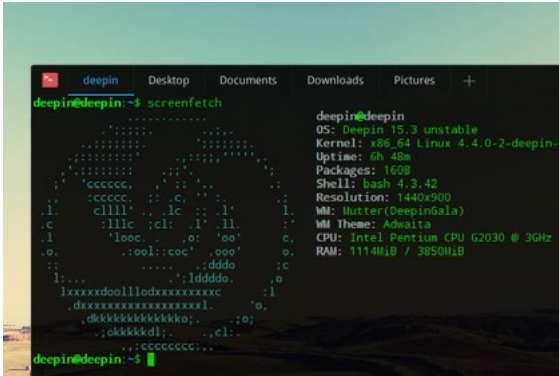 deepin Desktop Documents Downloads Pictures +
deepin@deepin:~$ screenfetch
deepin@deepin
OS: Deepin 15.3 unstable
Kernel: x86_64 Linux 4.4.0-2-deepin-
Uptime: 6h 48m
Packages: 1608
Shell: bash 4.3.42
Resolution: 1440x900
WM: Mutter(DeepinGala)
WM Theme: Adwaita
CPU: Intel Pentium CPU G2030 @ 3GHz
RAM: 1114MiB / 3850MiB
deepin@deepin:~$